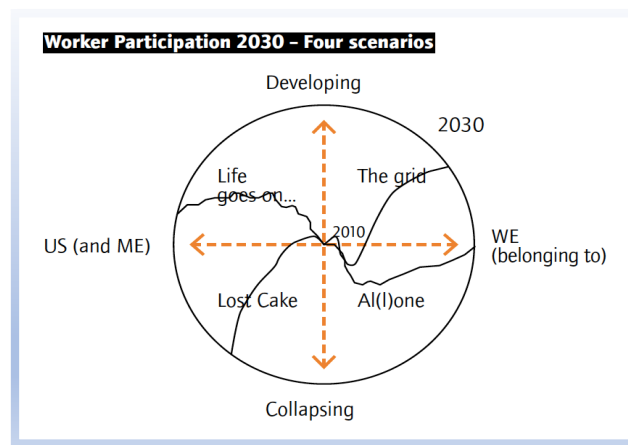 Worker Participation 2030 – Four scenarios
Developing
2030
Life
goes on...
The grid
2010
US (and ME)
WE
(belonging to)
Lost Cake
Al(l)one
Collapsing